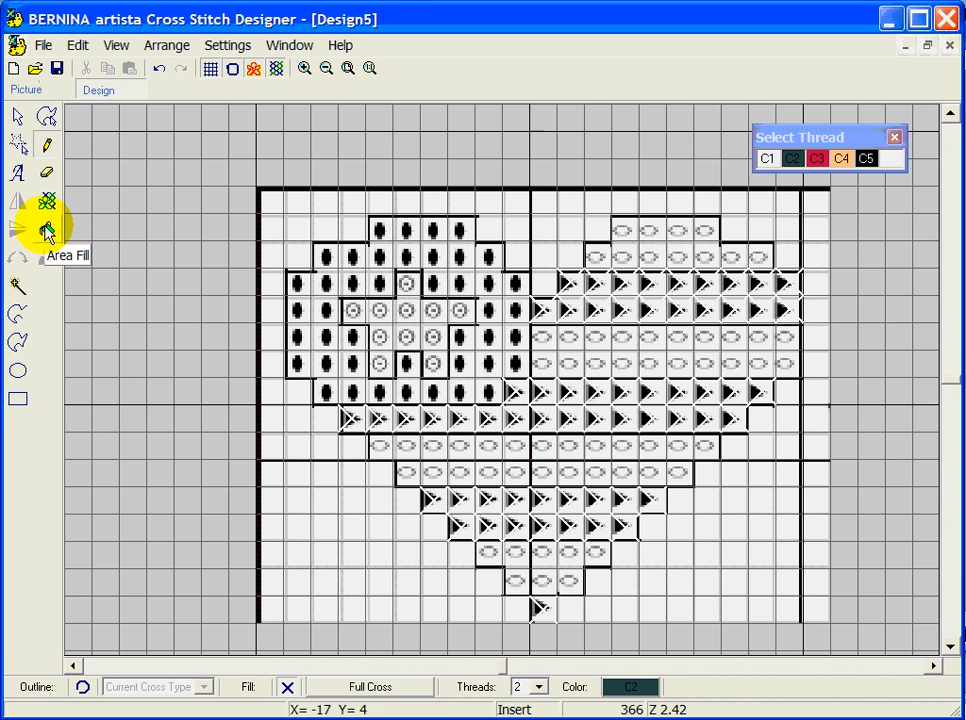 BERNINA artista Cross Stitch Designer - [Design5]
File Edit View Arrange Settings Window Help
Picture Design
Select Thread
C1 C2 C3 C4 C5
Area Fill
Outline: Current Cross Type Fill: Full Cross Threads: 2 Color: C2
X= -17 Y= 4 Insert 366 Z 2.42